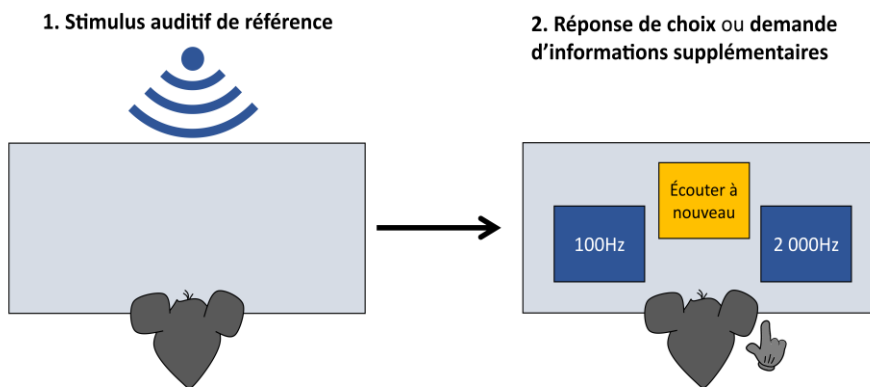 1. Stimulus auditif de référence
2. Réponse de choix ou demande
d’informations supplémentaires
Écouter à
nouveau
100Hz
2 000Hz